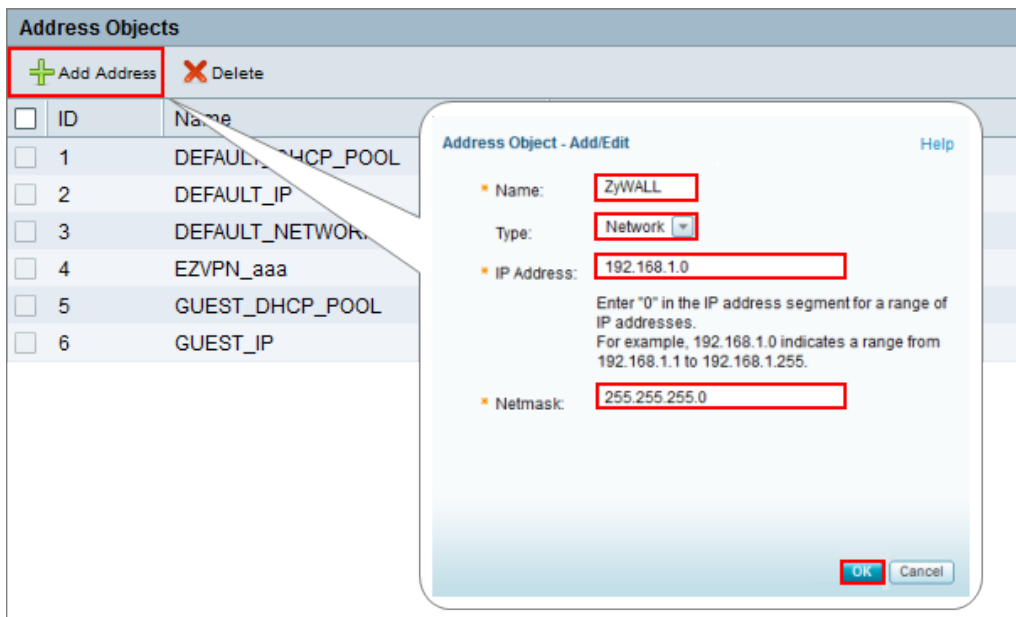 Address Objects
Add Address Delete
ID Name
1 DEFAULT_DHCP_POOL
2 DEFAULT_IP
3 DEFAULT_NETWORK
4 EZVPN_aaa
5 GUEST_DHCP_POOL
6 GUEST_IP
Address Object - Add/Edit Help
* Name: ZyWALL
Type: Network
* IP Address: 192.168.1.0
Enter "0" in the IP address segment for a range of
IP addresses.
For example, 192.168.1.0 indicates a range from
192.168.1.1 to 192.168.1.255.
* Netmask: 255.255.255.0
OK Cancel